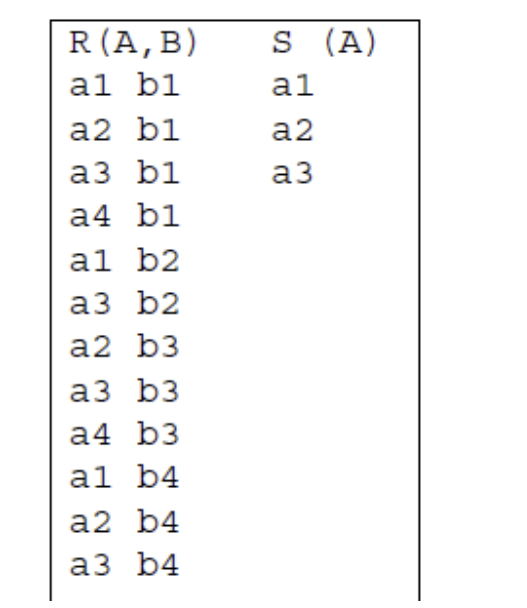 R(A,B) S (A)
a1 b1 a1
a2 b1 a2
a3 b1 a3
a4 b1
a1 b2
a3 b2
a2 b3
a3 b3
a4 b3
a1 b4
a2 b4
a3 b4